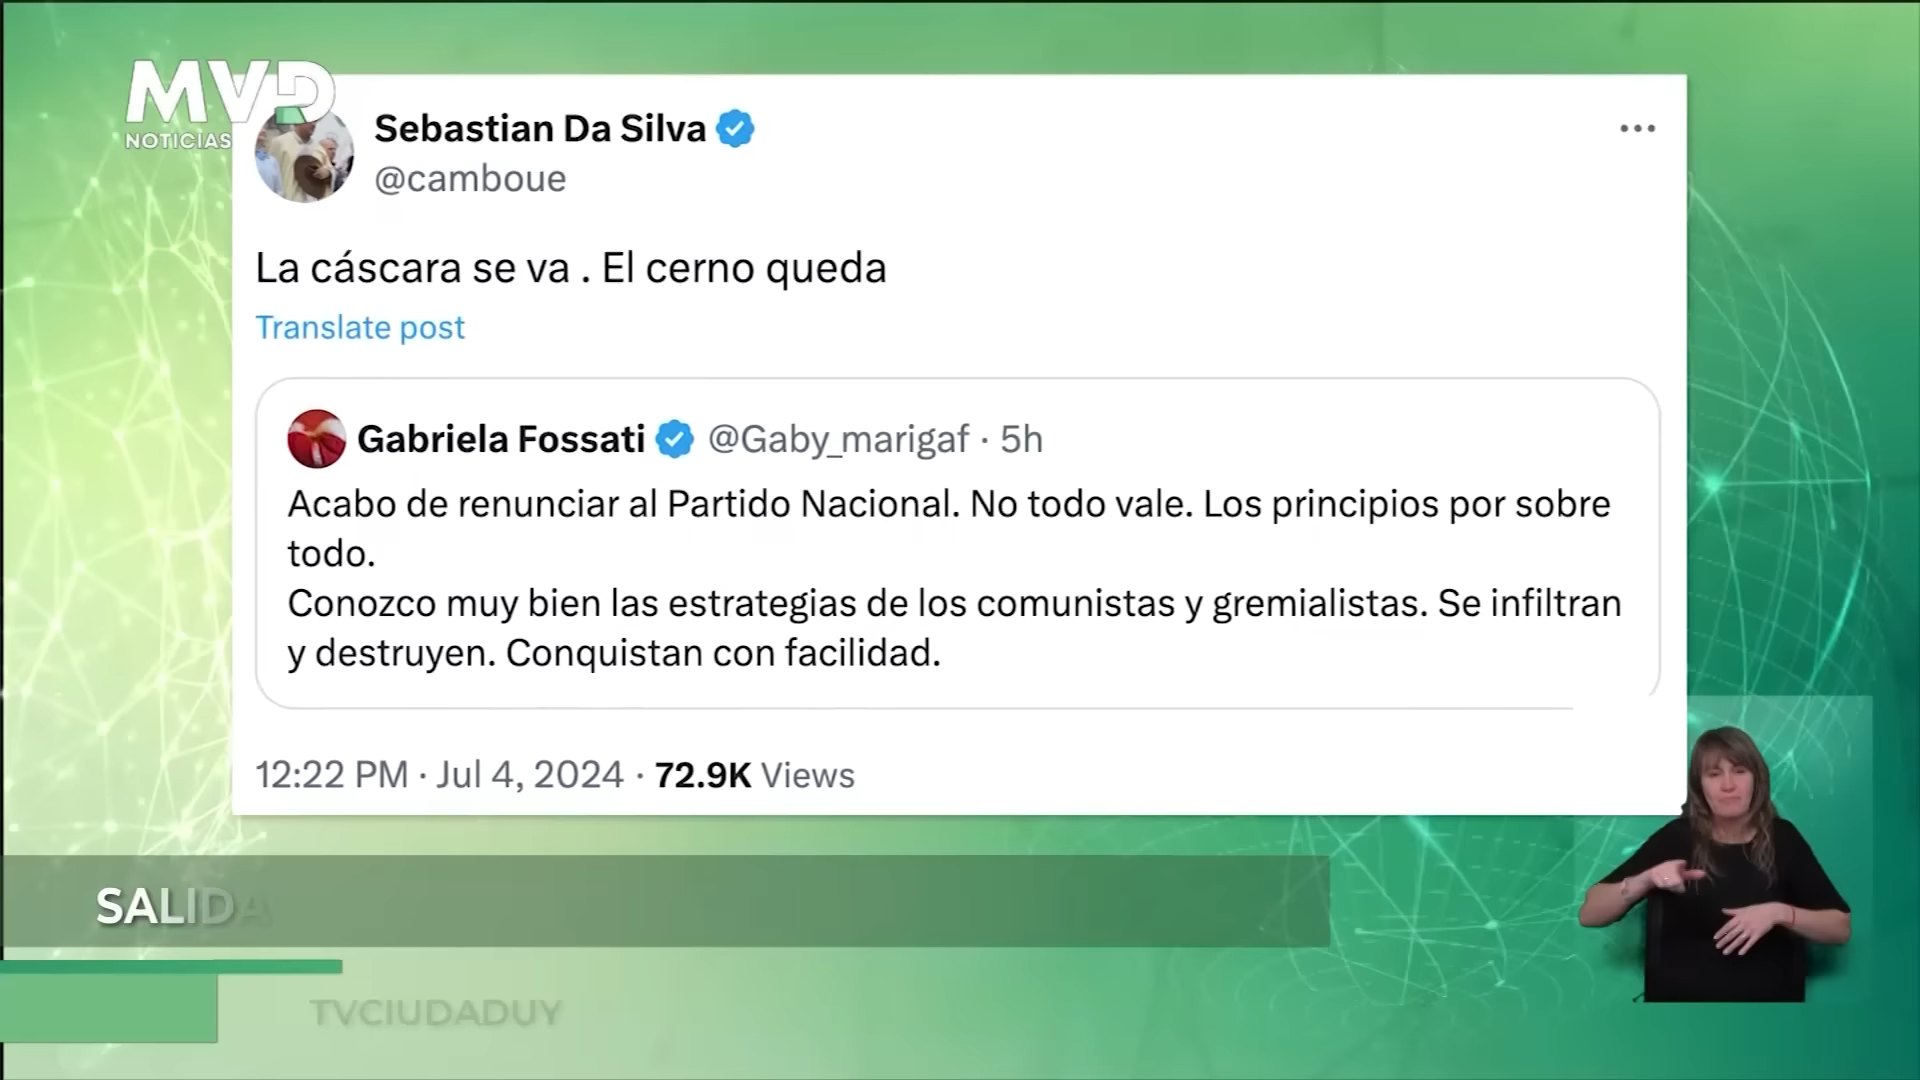 MVD
NOTICIAS
Sebastian Da Silva
@camboue
La cáscara se va . El cerno queda
Translate post
Gabriela Fossati @Gaby_marigaf · 5h
Acabo de renunciar al Partido Nacional. No todo vale. Los principios por sobre
todo.
Conozco muy bien las estrategias de los comunistas y gremialistas. Se infiltran
y destruyen. Conquistan con facilidad.
12:22 PM · Jul 4, 2024 · 72.9K Views
SALIDA
TVCIUDADUY